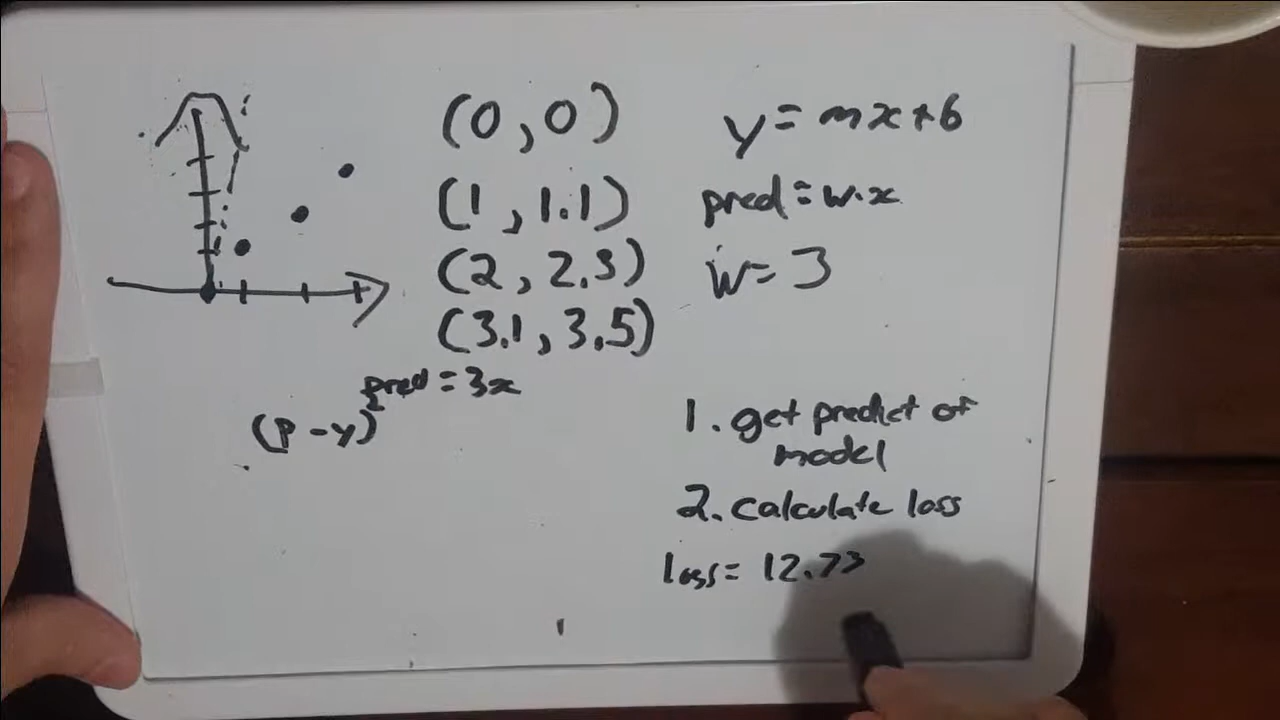 (0,0)
(1,1.1)
(2,2.3)
(3.1,3.5)
y=mx+b
pred=w.x
w=3
pred=3x
(p-y)²
1. get predict of
model
2. calculate loss
loss= 12.73